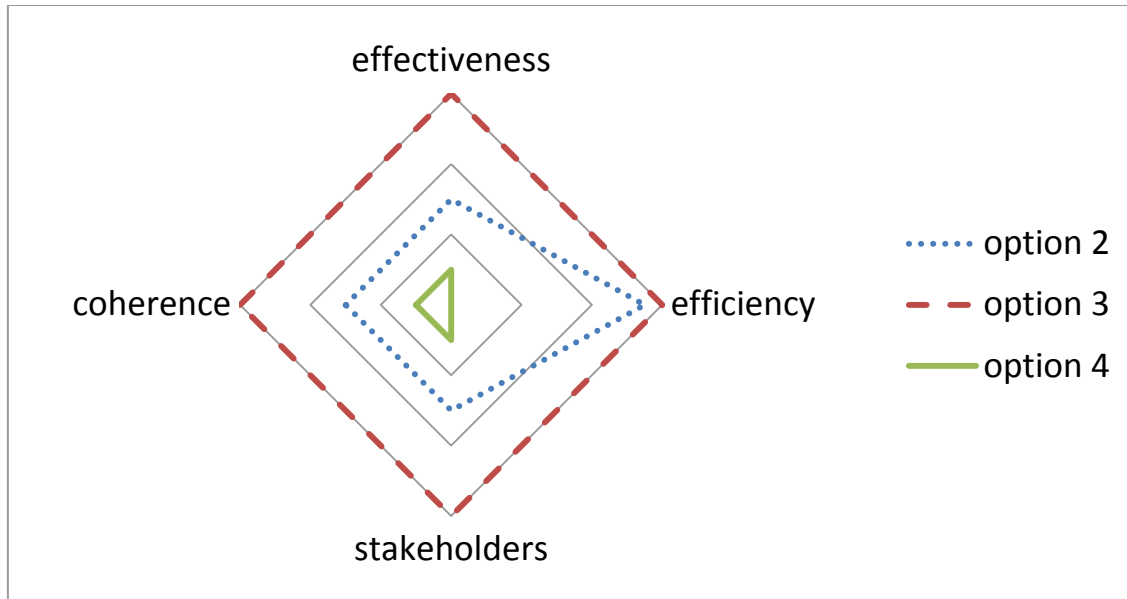 effectiveness
coherence
efficiency
stakeholders
option 2
option 3
option 4